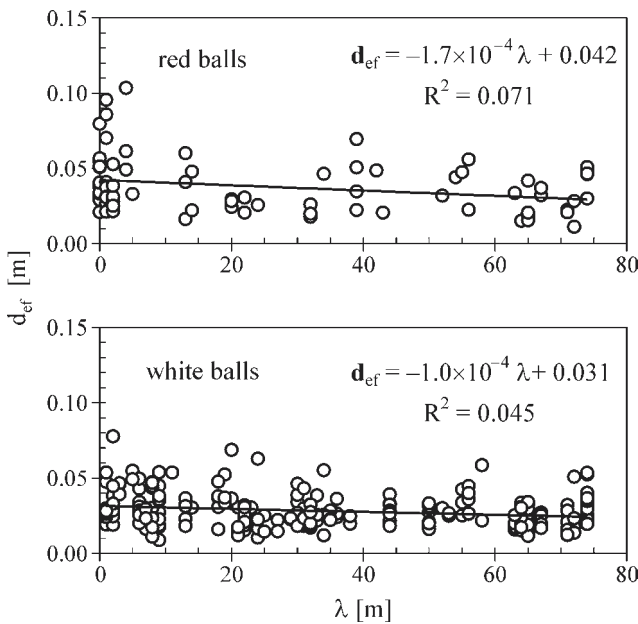 0.15
red balls
d_ef = −1.7×10⁻⁴ λ + 0.042
R² = 0.071
0.10
0.05
0.00
0 20 40 60 80
d_ef [m]
0.15
white balls
d_ef = −1.0×10⁻⁴ λ+ 0.031
R² = 0.045
0.10
0.05
0.00
0 20 40 60 80
λ [m]